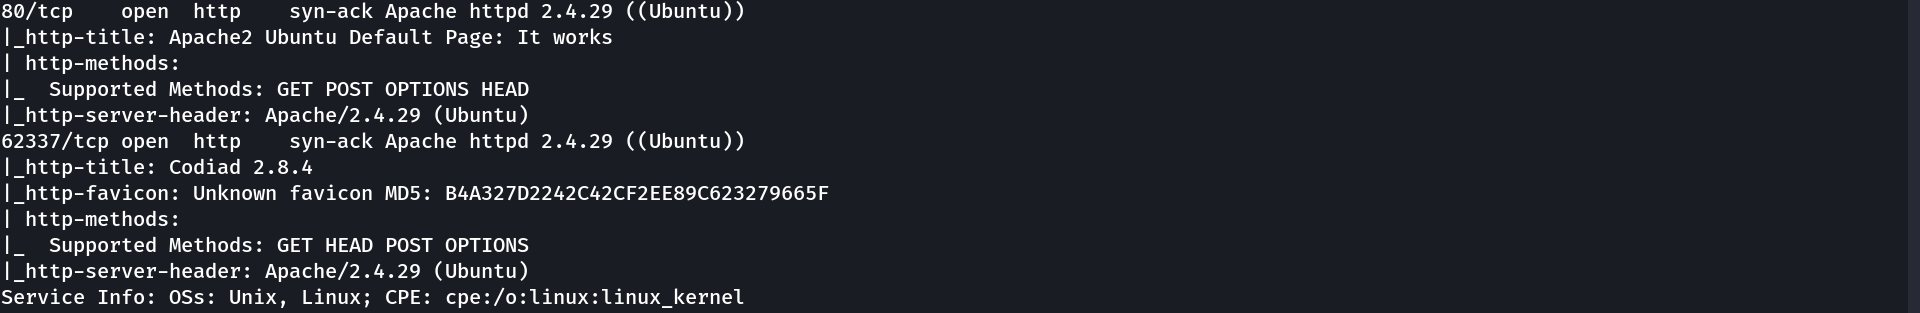 80/tcp    open  http    syn-ack Apache httpd 2.4.29 ((Ubuntu))
|_http-title: Apache2 Ubuntu Default Page: It works
| http-methods:
|_  Supported Methods: GET POST OPTIONS HEAD
|_http-server-header: Apache/2.4.29 (Ubuntu)
62337/tcp open  http    syn-ack Apache httpd 2.4.29 ((Ubuntu))
|_http-title: Codiad 2.8.4
|_http-favicon: Unknown favicon MD5: B4A327D2242C42CF2EE89C623279665F
| http-methods:
|_  Supported Methods: GET HEAD POST OPTIONS
|_http-server-header: Apache/2.4.29 (Ubuntu)
Service Info: OSs: Unix, Linux; CPE: cpe:/o:linux:linux_kernel